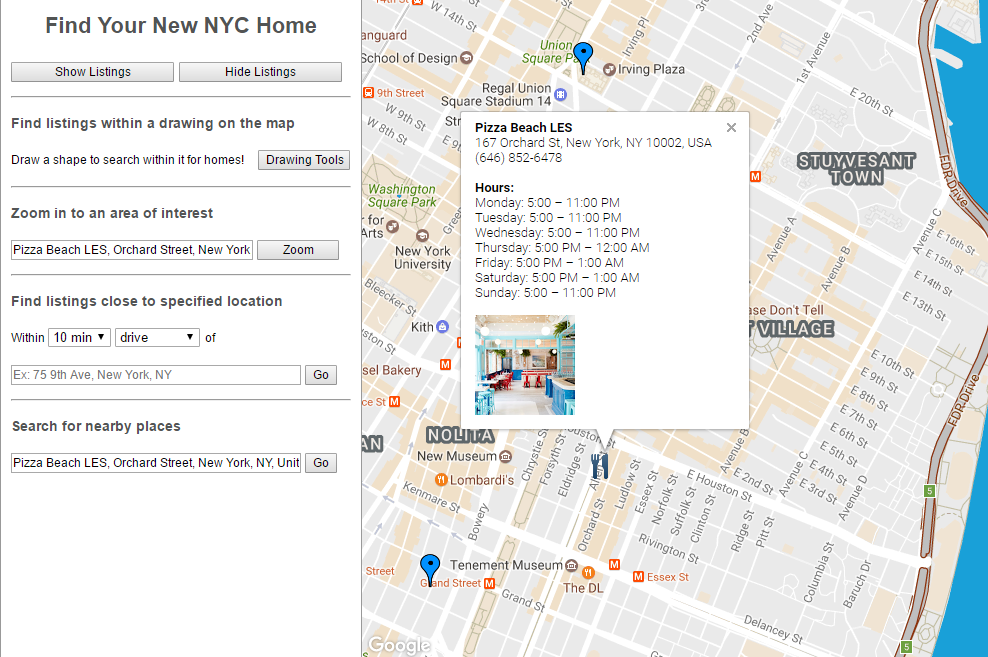 Find Your New NYC Home
Show Listings
Hide Listings
Find listings within a drawing on the map
Draw a shape to search within it for homes!
Drawing Tools
Zoom in to an area of interest
Pizza Beach LES, Orchard Street, New York
Zoom
Find listings close to specified location
Within 10 min drive of
Ex: 75 9th Ave, New York, NY
Go
Search for nearby places
Pizza Beach LES, Orchard Street, New York, NY, Unit
Go
W 14th St
W 16th St
Union
Square Park
Irving Pl
2nd Ave
1st Avenue
anguard
School of Design
Irving Plaza
Regal Union
Square Stadium 14
9th Street
W 9th St
W 8th St
E 20th St
STUYVESANT
TOWN
FDR Drive
Washington
Square Park
for
Arts
New York
University
Bleecker St
Kith
sel Bakery
ce St
M
Pizza Beach LES
167 Orchard St, New York, NY 10002, USA
(646) 852-6478
Hours:
Monday: 5:00 – 11:00 PM
Tuesday: 5:00 – 11:00 PM
Wednesday: 5:00 – 11:00 PM
Thursday: 5:00 PM – 12:00 AM
Friday: 5:00 PM – 1:00 AM
Saturday: 5:00 PM – 1:00 AM
Sunday: 5:00 – 11:00 PM
M
Avenue A
Avenue B
Avenue C
E 16th St
E 15th St
E 14th St
E 13th St
ase Don't Tell
T VILLAGE
E 10th St
E 9th St
E 8th St
E 7th St
E 6th St
E 5th St
E 4th St
E 3rd St
E 2nd St
Avenue C
Avenue D
FDR Drive
AN
NOLITA
New Museum
Lombardi's
Kenmare St
Bowery
Chrystie St
Forsyth St
Eldridge St
Houston St
E Houston St
Orchard St
Ludlow St
Essex St
Norfolk St
Suffolk St
Clinton St
Ridge St
Pitt St
Rivington St
Columbia St
Baruch Dr
5
Tenement Museum
M
M Essex St
The DL
Street
Grand Street M
Grand St
Delancey St
5
Google